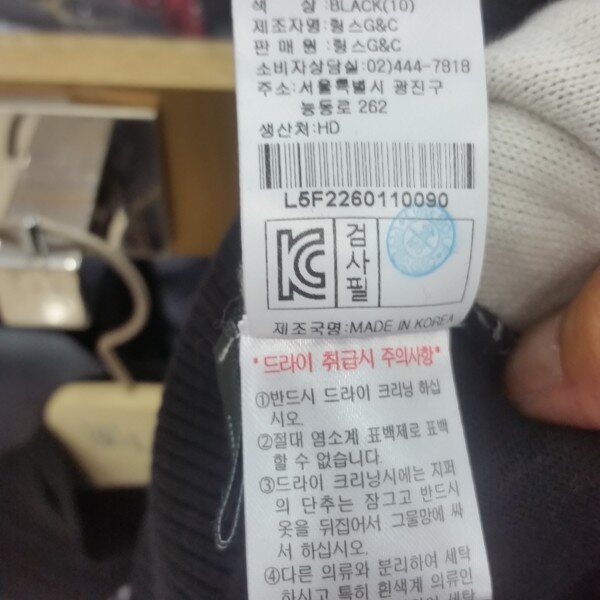 색 상:BLACK(10)
제조자명:링스G&C
판 매 원 :링스G&C
소비자상담실:02)444-7818
주소:서울특별시 광진구
능동로 262
생산처:HD
L5F2260110090
검사필
제조국명:MADE IN KOREA
*드라이 취급시 주의사항*
①반드시 드라이 크리닝 하십
시오.
②절대 염소계 표백제로 표백
할 수 없습니다.
③드라이 크리닝시에는 지퍼
의 단추는 잠그고 반드시
옷을 뒤집어서 그물망에 싸
서 하십시오.
④다른 의류와 분리하여 세탁
하시고 특히 흰색계 의류인